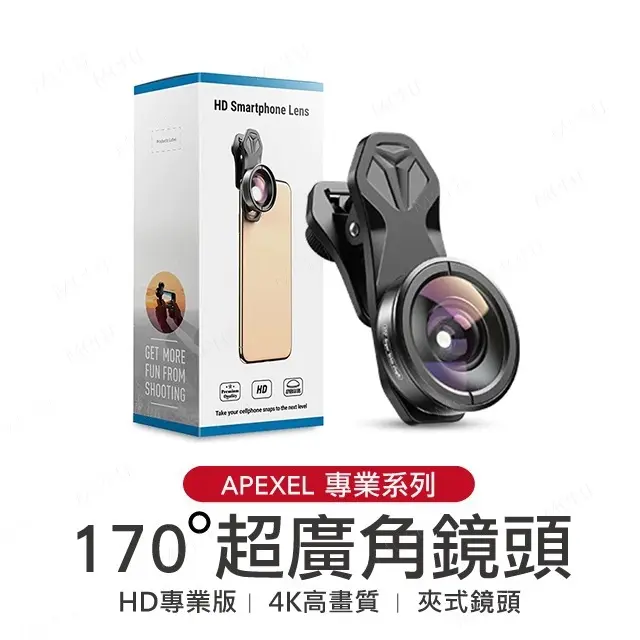 HD Smartphone Lens
GET MORE
FUN FROM
SHOOTING
Premium
Quality
HD
Take your cellphone snaps to the next level
APEXEL 專業系列
170°超廣角鏡頭
HD專業版 | 4K高畫質 | 夾式鏡頭